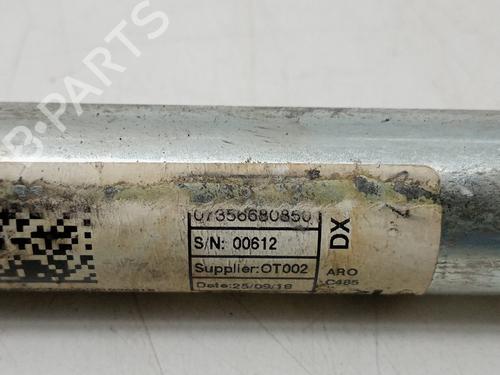 B-PARTS
07356680850
S/N: 00612
Supplier:OT002
Date:25/09/18
DX
ARO
C485